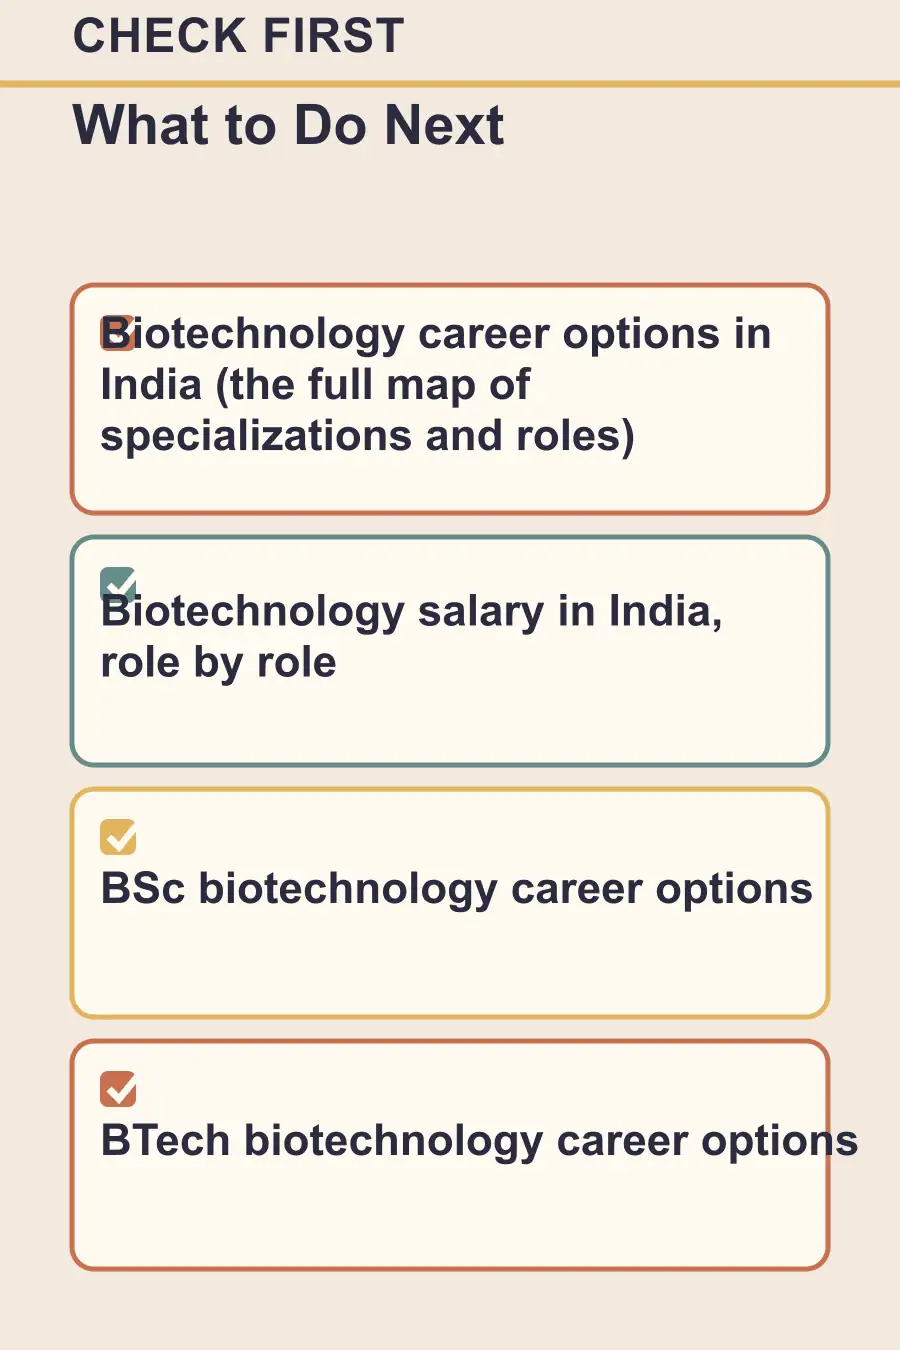 CHECK FIRST
What to Do Next
Biotechnology career options in
India (the full map of
specializations and roles)
Biotechnology salary in India,
role by role
BSc biotechnology career options
BTech biotechnology career options